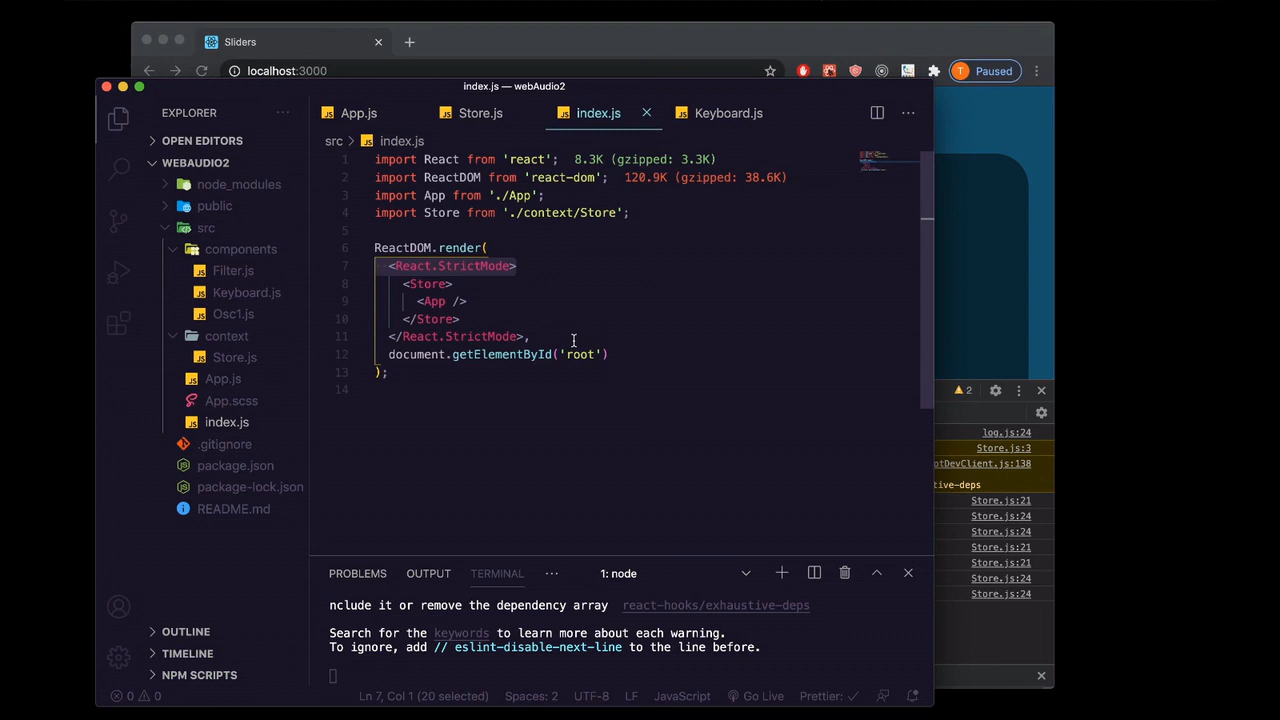 Sliders
localhost:3000
T Paused
index.js — webAudio2
EXPLORER
OPEN EDITORS
WEBAUDIO2
node_modules
public
src
components
Filter.js
Keyboard.js
Osc1.js
context
Store.js
App.js
App.scss
index.js
.gitignore
package.json
package-lock.json
README.md
OUTLINE
TIMELINE
NPM SCRIPTS
App.js
Store.js
index.js
Keyboard.js
src > index.js
1 import React from 'react'; 8.3K (gzipped: 3.3K)
2 import ReactDOM from 'react-dom'; 120.9K (gzipped: 38.6K)
3 import App from './App';
4 import Store from './context/Store';
5
6 ReactDOM.render(
7 <React.StrictMode>
8 <Store>
9 <App />
10 </Store>
11 </React.StrictMode>,
12 document.getElementById('root')
13 );
14
PROBLEMS OUTPUT TERMINAL ··· 1: node
nclude it or remove the dependency array react-hooks/exhaustive-deps
Search for the keywords to learn more about each warning.
To ignore, add // eslint-disable-next-line to the line before.
0 0 Ln 7, Col 1 (20 selected) Spaces: 2 UTF-8 LF JavaScript Go Live Prettier: ✓
2
log.js:24
Store.js:3
otDevClient.js:138
tive-deps
Store.js:21
Store.js:24
Store.js:24
Store.js:21
Store.js:21
Store.js:24
Store.js:24